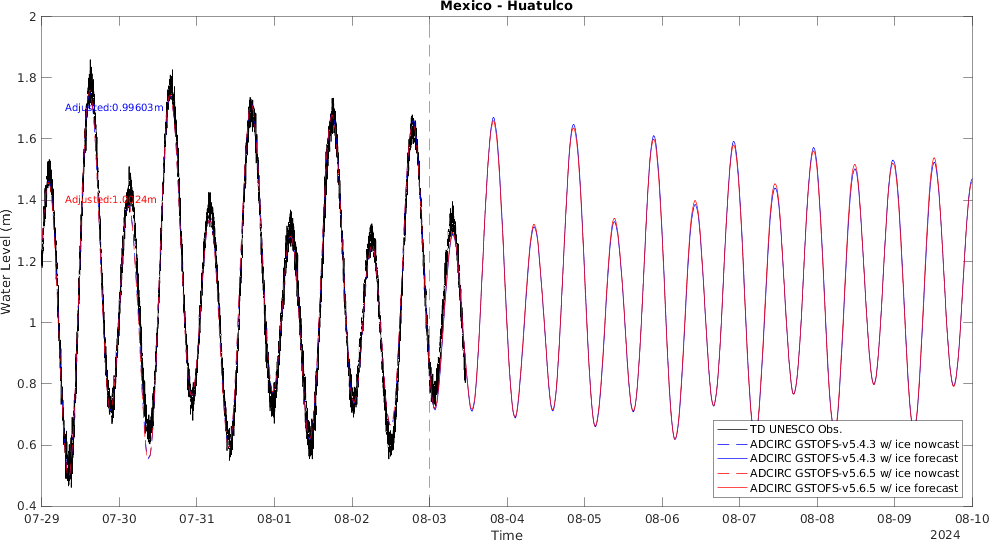 Mexico - Huatulco
2
1.8
1.6
1.4
1.2
1
0.8
0.6
0.4
Water Level (m)
Adjusted:0.99603m
TD UNESCO Obs.
ADCIRC GSTOFS-v5.4.3 w/ ice nowcast
ADCIRC GSTOFS-v5.4.3 w/ ice forecast
ADCIRC GSTOFS-v5.6.5 w/ ice nowcast
ADCIRC GSTOFS-v5.6.5 w/ ice forecast
07-29 07-30 07-31 08-01 08-02 08-03 08-04 08-05 08-06 08-07 08-08 08-09 08-10
Time
2024